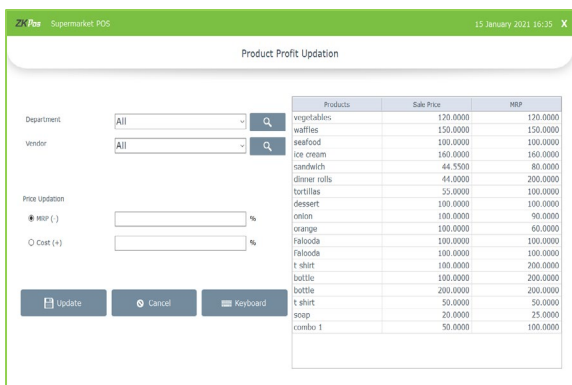 ZKPos Supermarket POS 15 January 2021 16:35 X
Product Profit Updation
Department All
Vendor All
Price Updation
MRP (-) %
Cost (+) %
Update Cancel Keyboard
Products Sale Price MRP
vegetables 120.0000 120.0000
waffles 150.0000 150.0000
seafood 100.0000 100.0000
ice cream 160.0000 160.0000
sandwich 44.5500 80.0000
dinner rolls 44.0000 200.0000
tortillas 55.0000 100.0000
dessert 100.0000 100.0000
onion 100.0000 90.0000
orange 100.0000 60.0000
Falooda 100.0000 100.0000
Falooda 100.0000 100.0000
t shirt 100.0000 200.0000
bottle 100.0000 200.0000
bottle 200.0000 200.0000
t shirt 50.0000 50.0000
soap 20.0000 25.0000
combo 1 50.0000 100.0000